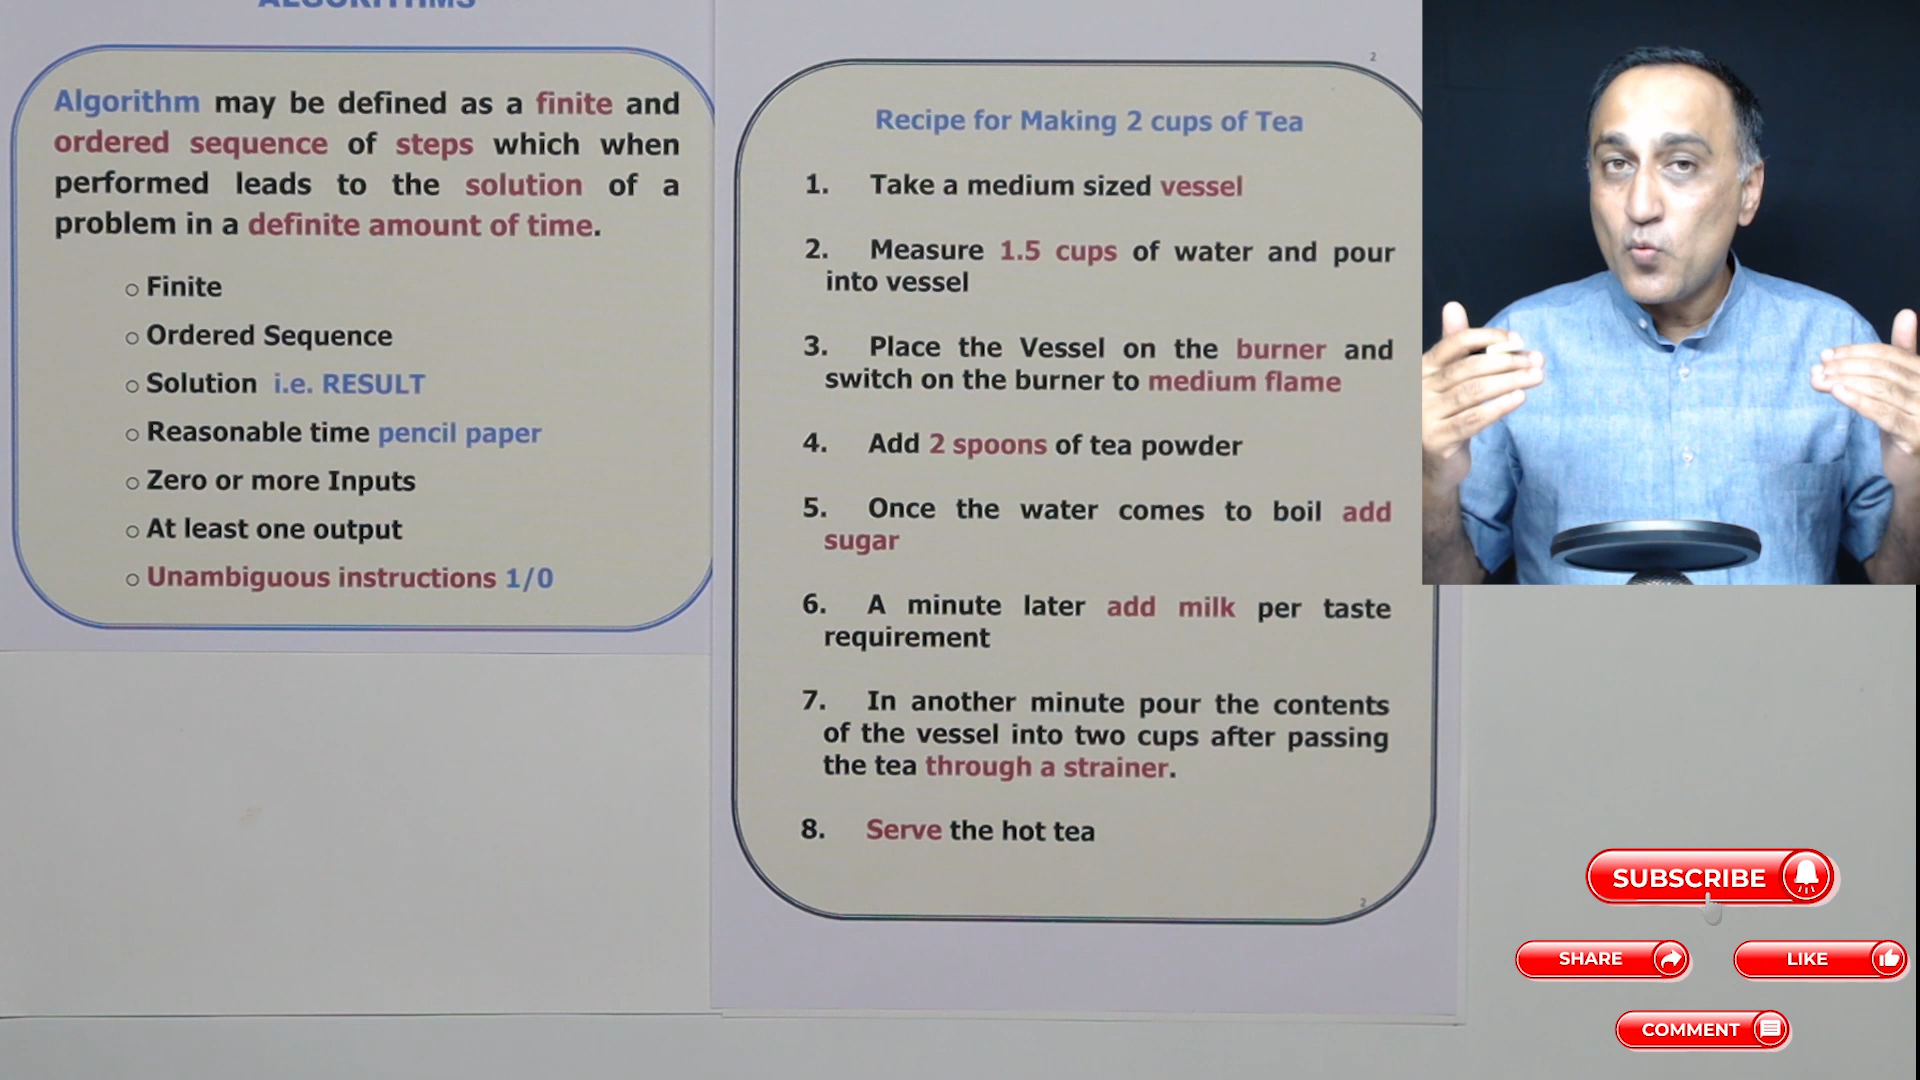 ALGORITHMS
Algorithm may be defined as a finite and
ordered sequence of steps which when
performed leads to the solution of a
problem in a definite amount of time.
○ Finite
○ Ordered Sequence
○ Solution i.e. RESULT
○ Reasonable time pencil paper
○ Zero or more Inputs
○ At least one output
○ Unambiguous instructions 1/0
2
Recipe for Making 2 cups of Tea
1. Take a medium sized vessel
2. Measure 1.5 cups of water and pour
into vessel
3. Place the Vessel on the burner and
switch on the burner to medium flame
4. Add 2 spoons of tea powder
5. Once the water comes to boil add
sugar
6. A minute later add milk per taste
requirement
7. In another minute pour the contents
of the vessel into two cups after passing
the tea through a strainer.
8. Serve the hot tea
2
SUBSCRIBE
SHARE
LIKE
COMMENT